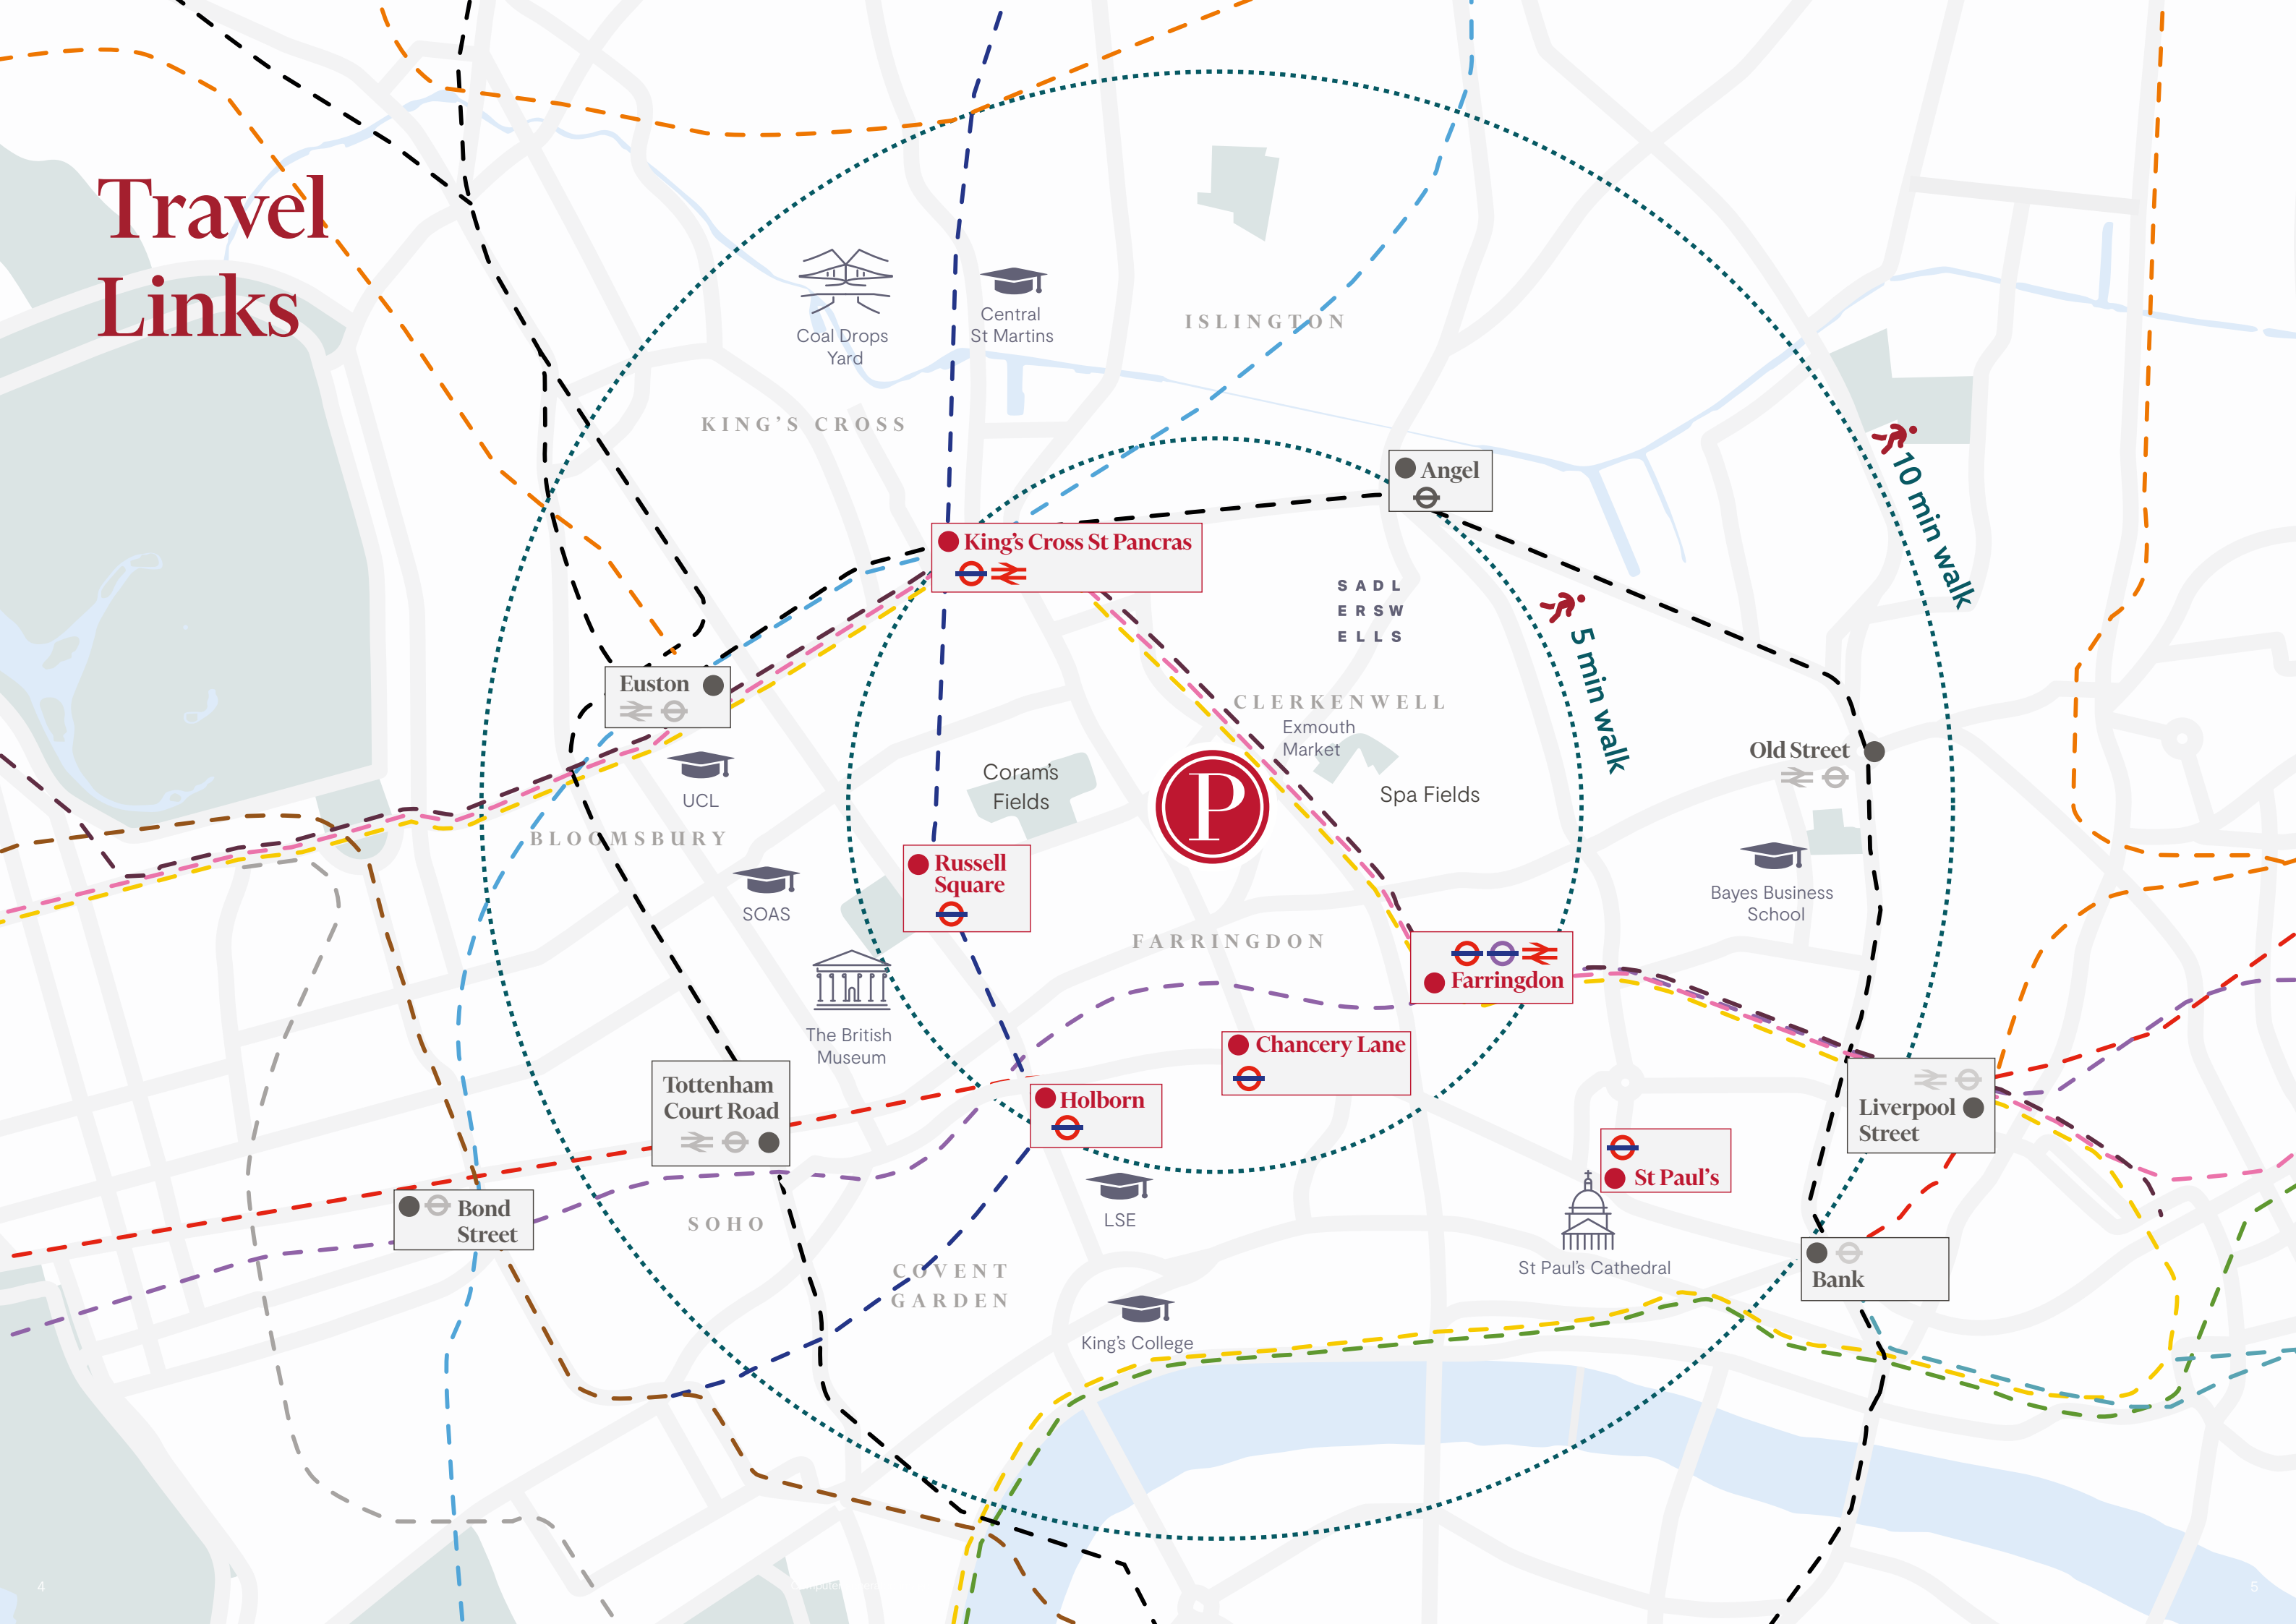 Travel
Links
Coal Drops
Yard
Central
St Martins
ISLINGTON
KING'S CROSS
10 min walk
Angel
King's Cross St Pancras
SADL
ERSW
ELLS
5 min walk
Euston
CLERKENWELL
Exmouth
Market
Old Street
Coram's
Fields
P
Spa Fields
UCL
BLOOMSBURY
Russell
Square
SOAS
Bayes Business
School
FARRINGDON
Farringdon
The British
Museum
Chancery Lane
Tottenham
Court Road
Holborn
Liverpool
Street
St Paul's
Bond
Street
LSE
SOHO
St Paul's Cathedral
COVENT
GARDEN
Bank
King's College
4
5